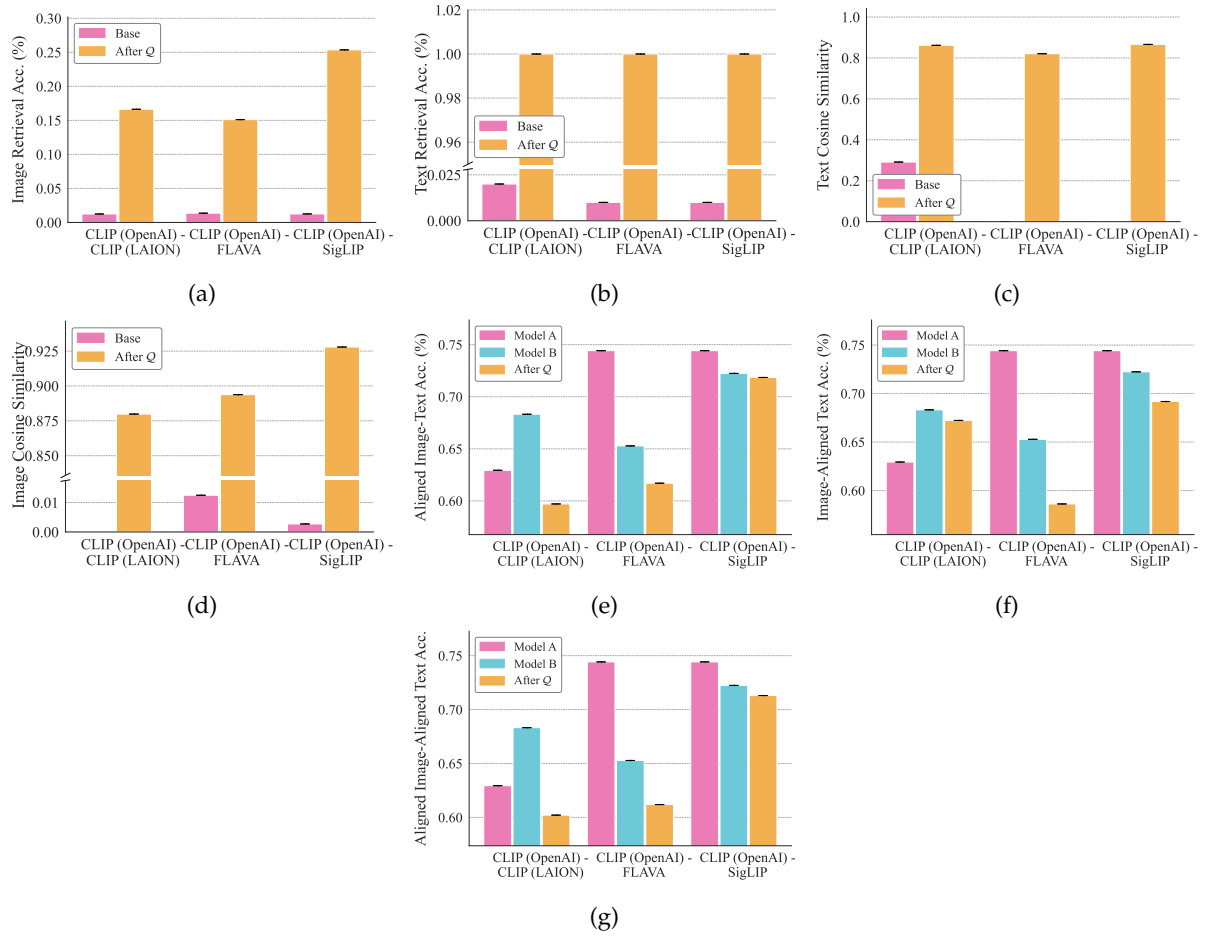 Image Retrieval Acc. (%)
0.30
0.25
0.20
0.15
0.10
0.05
0.00
Base
After Q
CLIP (OpenAI) - CLIP (OpenAI) - CLIP (OpenAI) -
CLIP (LAION) FLAVA SigLIP
(a)
Text Retrieval Acc. (%)
1.00
0.98
0.96
0.025
0.000
Base
After Q
CLIP (OpenAI) - CLIP (OpenAI) - CLIP (OpenAI) -
CLIP (LAION) FLAVA SigLIP
(b)
Text Cosine Similarity
1.0
0.8
0.6
0.4
0.2
0.0
Base
After Q
CLIP (OpenAI) - CLIP (OpenAI) - CLIP (OpenAI) -
CLIP (LAION) FLAVA SigLIP
(c)
Image Cosine Similarity
0.925
0.900
0.875
0.850
0.01
0.00
Base
After Q
CLIP (OpenAI) -CLIP (OpenAI) -CLIP (OpenAI) -
CLIP (LAION) FLAVA SigLIP
(d)
Aligned Image-Text Acc. (%)
0.75
0.70
0.65
0.60
Model A
Model B
After Q
CLIP (OpenAI) - CLIP (OpenAI) - CLIP (OpenAI) -
CLIP (LAION) FLAVA SigLIP
(e)
Image-Aligned Text Acc. (%)
0.75
0.70
0.65
0.60
Model A
Model B
After Q
CLIP (OpenAI) - CLIP (OpenAI) - CLIP (OpenAI) -
CLIP (LAION) FLAVA SigLIP
(f)
Aligned Image-Aligned Text Acc.
0.75
0.70
0.65
0.60
Model A
Model B
After Q
CLIP (OpenAI) - CLIP (OpenAI) - CLIP (OpenAI) -
CLIP (LAION) FLAVA SigLIP
(g)